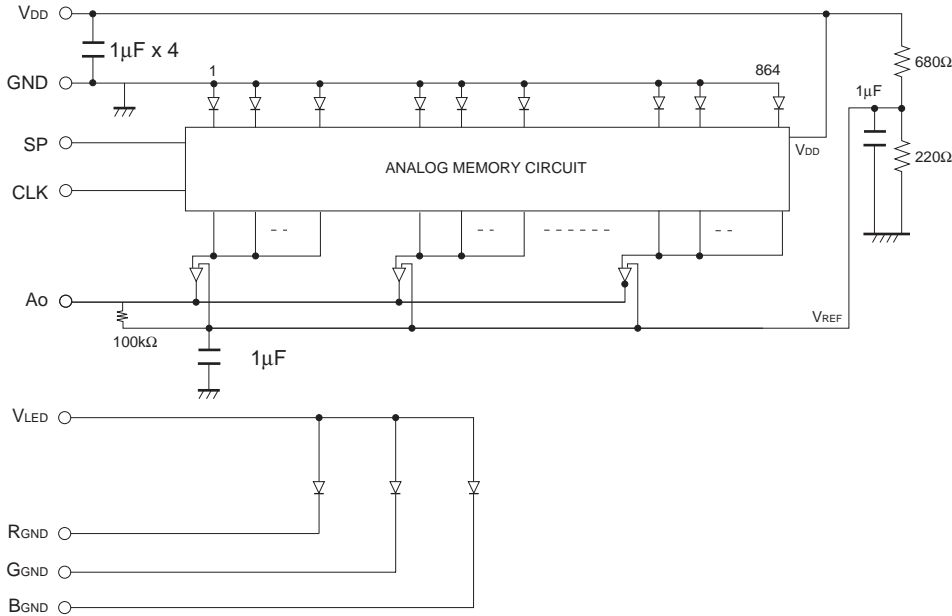 VDD
1μF x 4
680Ω
GND
1
864
1μF
SP
VDD
220Ω
ANALOG MEMORY CIRCUIT
CLK
Ao
VREF
100kΩ
1μF
VLED
RGND
GGND
BGND